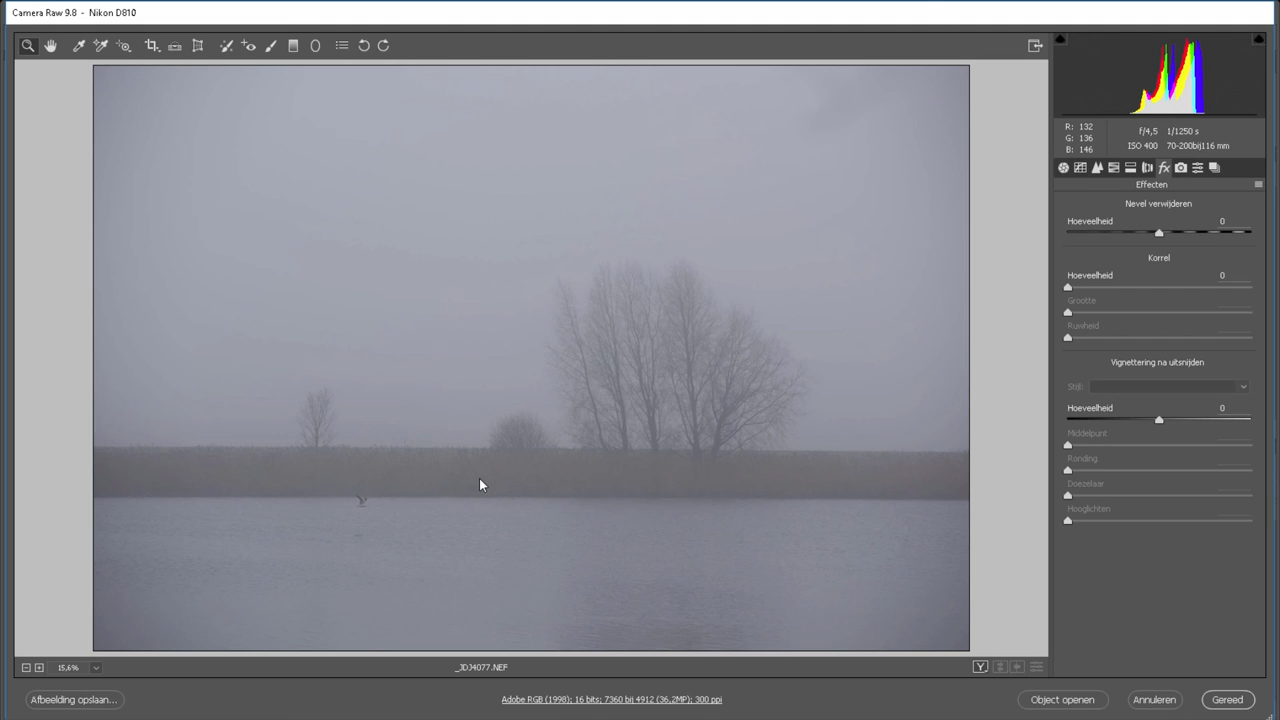 Camera Raw 9.8 - Nikon D810
R: 132
G: 136
B: 146
f/4,5 1/1250 s
ISO 400 70-200bij116 mm
fx
Effecten
Nevel verwijderen
Hoeveelheid 0
Korrel
Hoeveelheid 0
Grootte
Ruwheid
Vignettering na uitsnijden
Stijl:
Hoeveelheid 0
Middelpunt
Ronding
Doezelaar
Hooglichten
15,6%
_JDJ4077.NEF
Y
Afbeelding opslaan...
Adobe RGB (1998); 16 bits; 7360 bij 4912 (36,2MP); 300 ppi
Object openen
Annuleren
Gereed